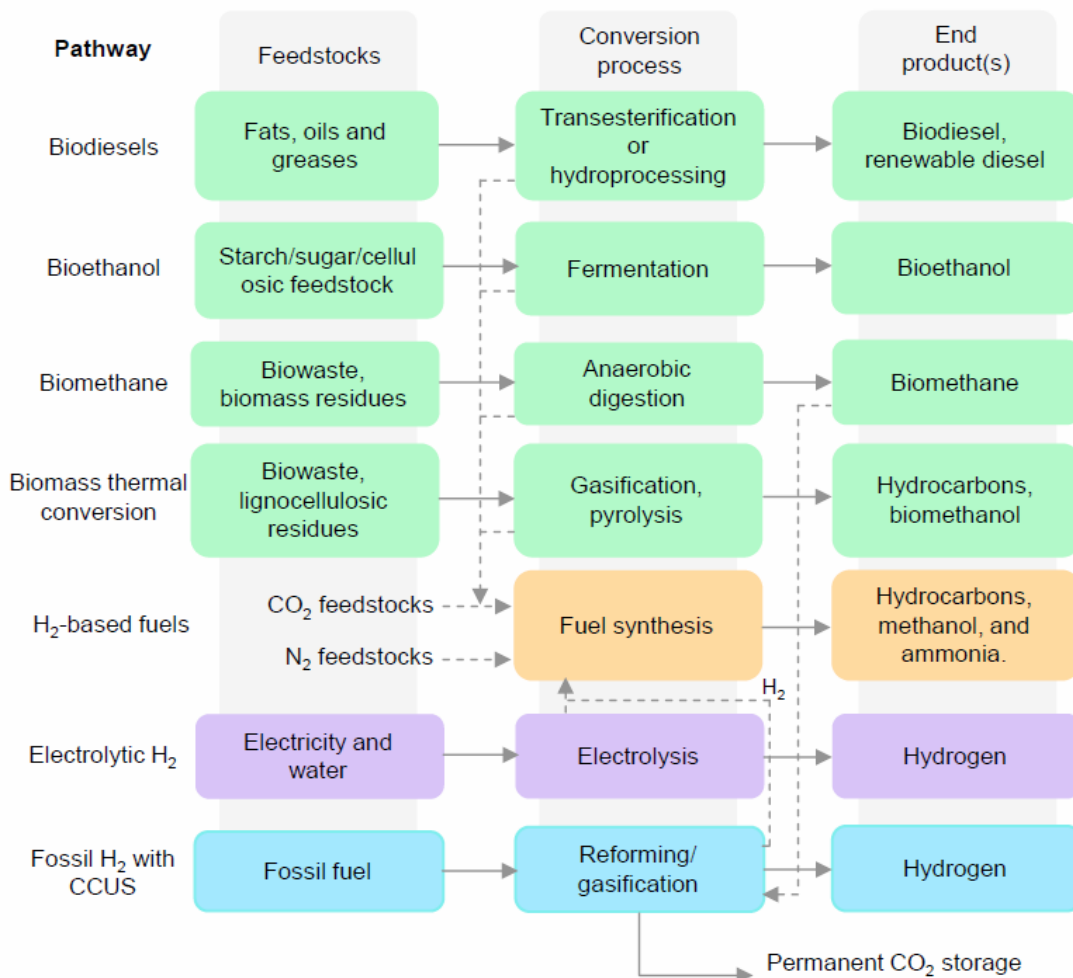 Pathway
Feedstocks
Conversion
process
End
product(s)
Biodiesels
Fats, oils and
greases
Transesterification
or
hydroprocessing
Biodiesel,
renewable diesel
Bioethanol
Starch/sugar/cellul
osic feedstock
Fermentation
Bioethanol
Biomethane
Biowaste,
biomass residues
Anaerobic
digestion
Biomethane
Biomass thermal
conversion
Biowaste,
lignocellulosic
residues
Gasification,
pyrolysis
Hydrocarbons,
biomethanol
H₂-based fuels
CO₂ feedstocks
N₂ feedstocks
Fuel synthesis
Hydrocarbons,
methanol, and
ammonia.
H₂
Electrolytic H₂
Electricity and
water
Electrolysis
Hydrogen
Fossil H₂ with
CCUS
Fossil fuel
Reforming/
gasification
Hydrogen
Permanent CO₂ storage